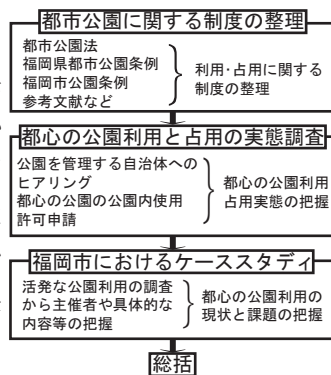 都市公園に関する制度の整理
都市公園法
福岡県都市公園条例
福岡市公園条例
参考文献など
利用・占用に関する
制度の整理
都心の公園利用と占用の実態調査
公園を管理する自治体への
ヒアリング
都心の公園の公園内使用
許可申請
都心の公園利用
占用実態の把握
福岡市におけるケーススタディ
活発な公園利用の調査
から主催者や具体的な
内容等の把握
都心の公園利用の
現状と課題の把握
総括